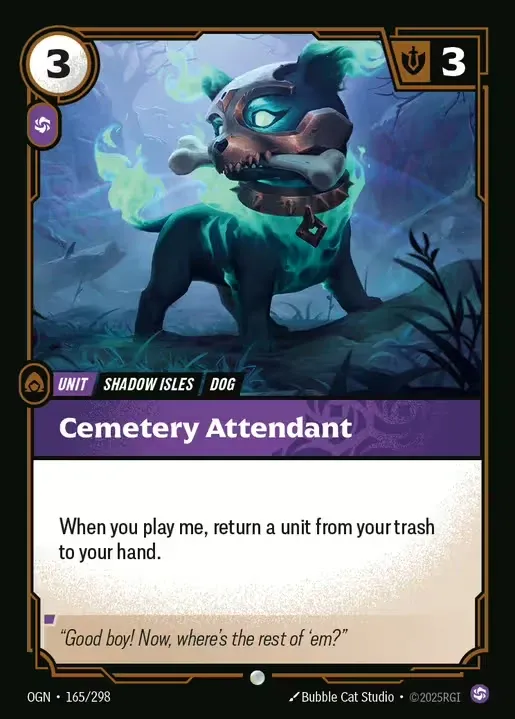 3
3
UNIT SHADOW ISLES DOG
Cemetery Attendant
When you play me, return a unit from your trash
to your hand.
“Good boy! Now, where’s the rest of ‘em?”
OGN • 165/298 Bubble Cat Studio • ©2025RGI